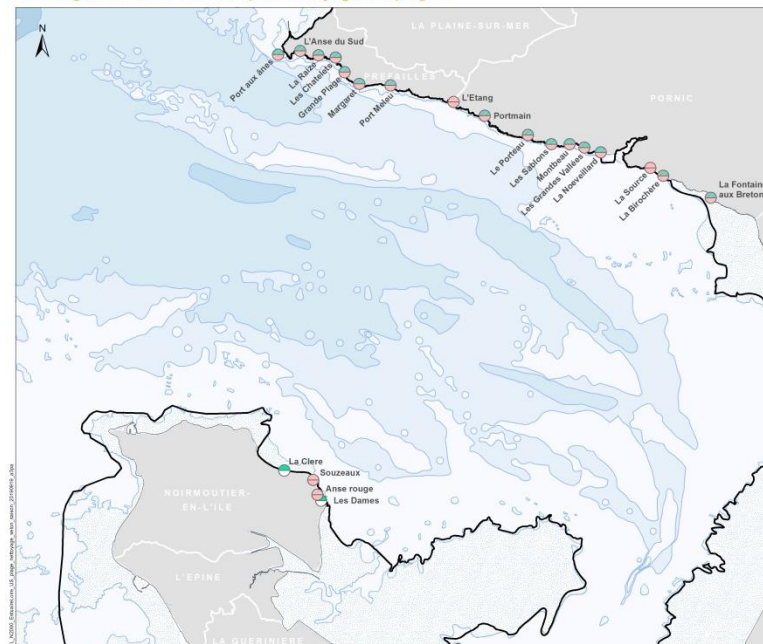 N
LA PLAINE-SUR-MER
L'Anse du Sud
Port aux ânes
La Raize
Les Chatelets
Grande Plage
PREFAILLES
Margaret
Port Meleu
L'Etang
Portmain
PORNIC
Le Porteau
Les Sablons
Montbeau
Les Grandes Vallées
La Noeveillard
La Source
La Birochère
La Fontain
aux Breton
La Clere
Souzeaux
Anse rouge
Les Dames
NOIRMOUTIER-
EN-L'ILE
L'EPINE
LA GUERINIERE